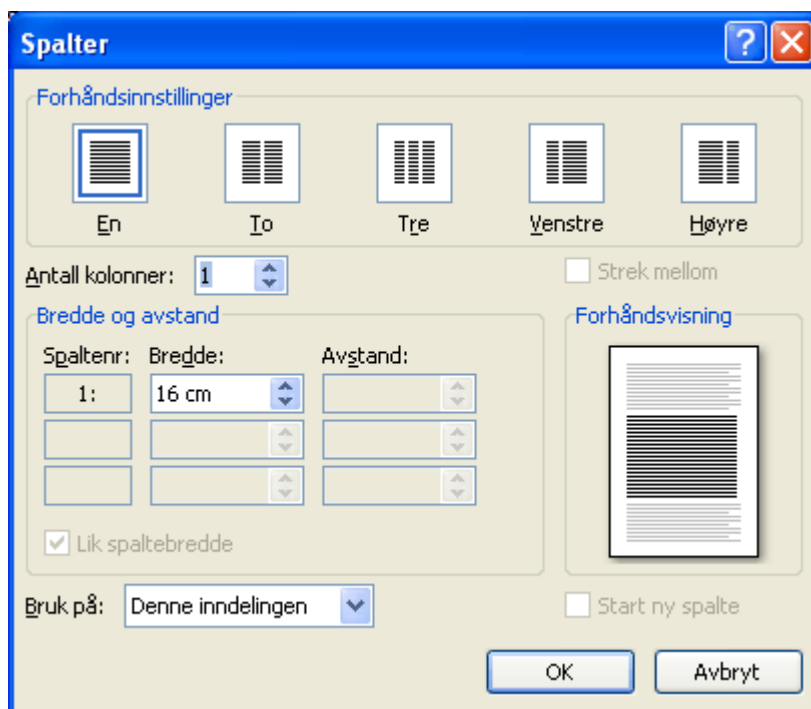 Spalter
Forhåndsinnstillinger
En To Tre Venstre Høyre
Antall kolonner: 1 Strek mellom
Bredde og avstand Forhåndsvisning
Spaltenr: Bredde: Avstand:
1: 16 cm
Lik spaltebredde
Bruk på: Denne inndelingen Start ny spalte
OK Avbryt